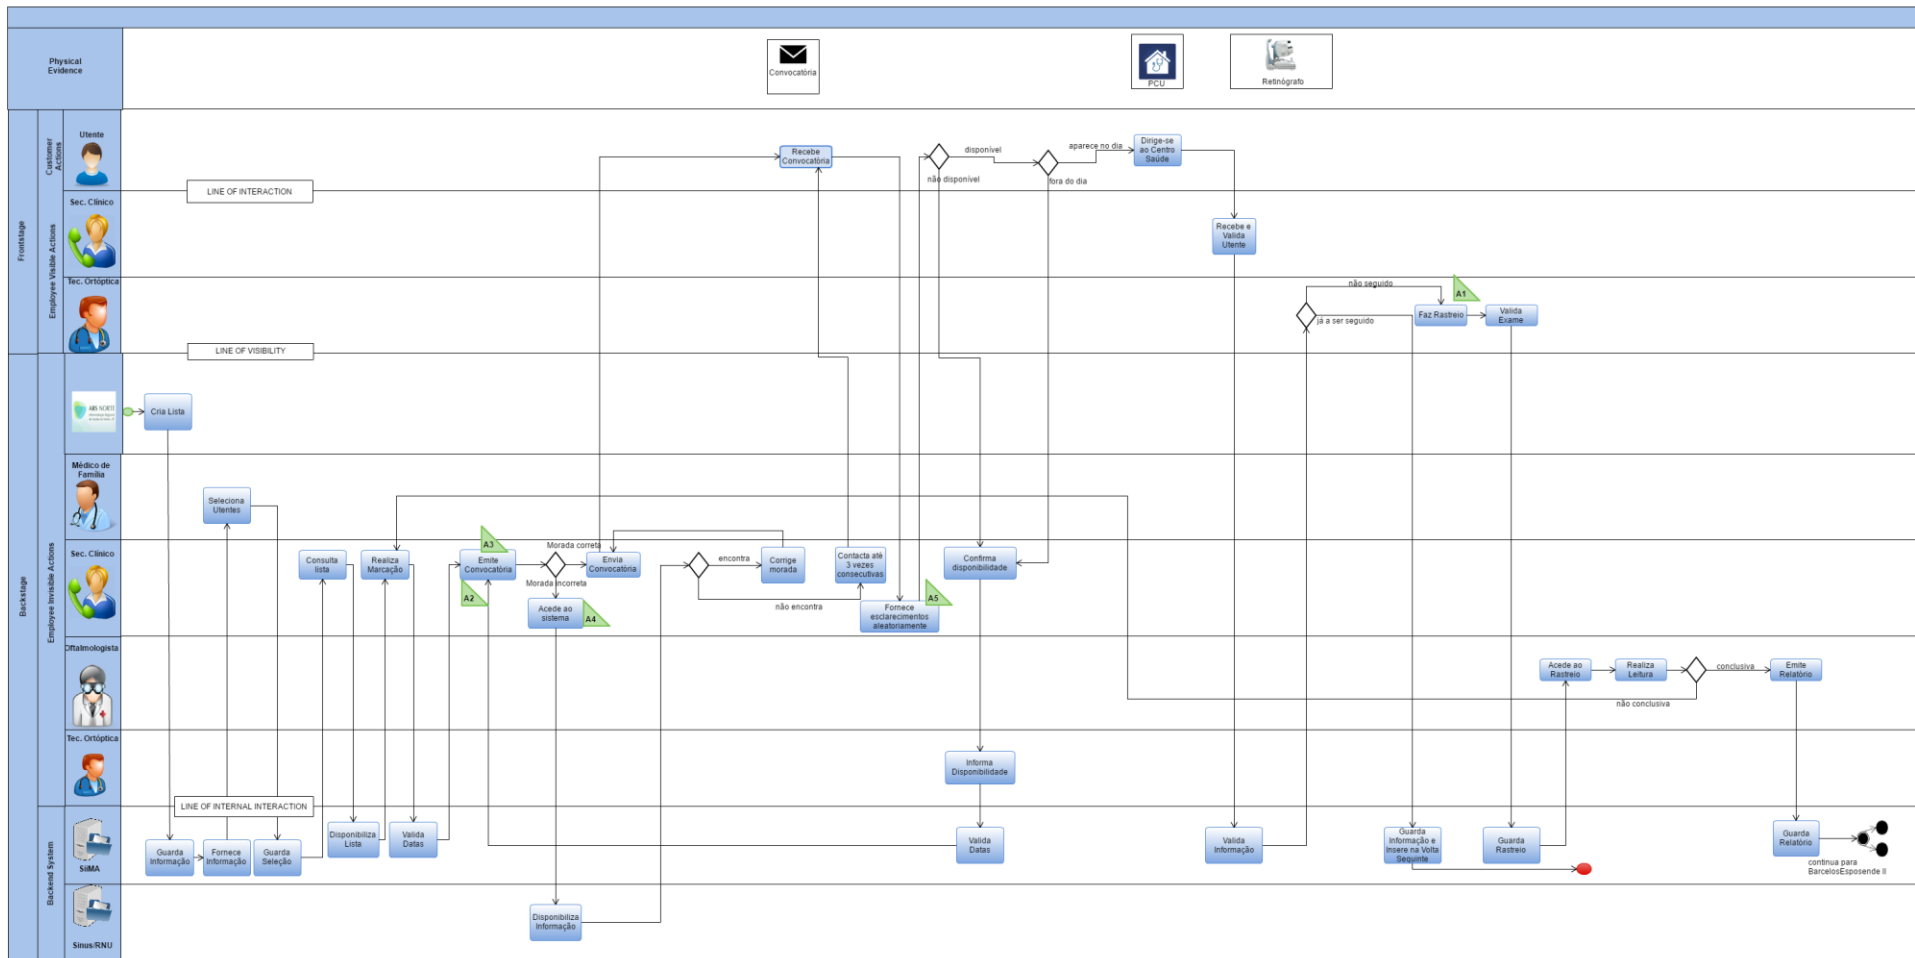 Physical
Evidence
Convocatória
PCU
Retinógrafo
Frontstage
Customer
Actions
Utente
Recebe
Convocatória
disponível
não disponível
aparece no dia
fora do dia
Dirige-se
ao Centro
Saúde
LINE OF INTERACTION
Employee Visible Actions
Sec. Clínico
Recebe e
Valida
Utente
Tec. Ortóptica
não seguido
já a ser seguido
A1
Faz Rastreio
Valida
Exame
LINE OF VISIBILITY
Backstage
Employee Invisible Actions
ARS NORTE
Cria Lista
Médico de
Família
Seleciona
Utentes
Sec. Clínico
Consulta
lista
Realiza
Marcação
A3
Emite
Convocatória
A2
Morada correta
Morada incorreta
Envia
Convocatória
Acede ao
sistema
A4
encontra
não encontra
Corrige
morada
Contacta até
3 vezes
consecutivas
A5
Fornece
esclarecimentos
aleatoriamente
Confirma
disponibilidade
Oftalmologista
Acede ao
Rastreio
Realiza
Leitura
conclusiva
não conclusiva
Emite
Relatório
Tec. Ortóptica
Informa
Disponibilidade
LINE OF INTERNAL INTERACTION
Backend System
SiiMA
Guarda
Informação
Fornece
Informação
Guarda
Seleção
Disponibiliza
Lista
Valida
Datas
Valida
Datas
Valida
Informação
Guarda
Informação e
Insere na Volta
Seguinte
Guarda
Rastreio
Guarda
Relatório
continua para
BarcelosEsposende II
Sinus/RNU
Disponibiliza
Informação